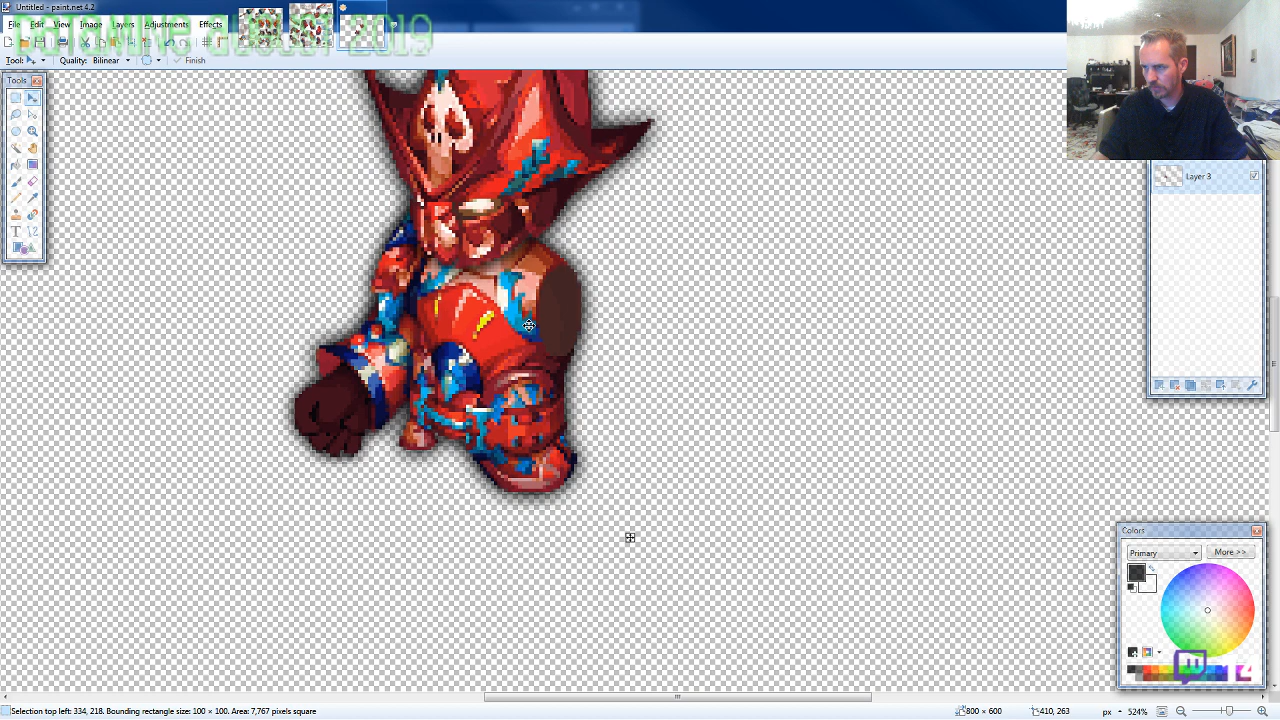 Untitled - paint.net 4.2
File Edit View Image Layers Adjustments Effects
2019
Tool: Quality: Bilinear Finish
Tools
Layer 3
Colors
Primary More >>
Selection top left: 334, 218. Bounding rectangle size: 100 × 100. Area: 7,767 pixels square 800 × 600 410, 263 px 524%